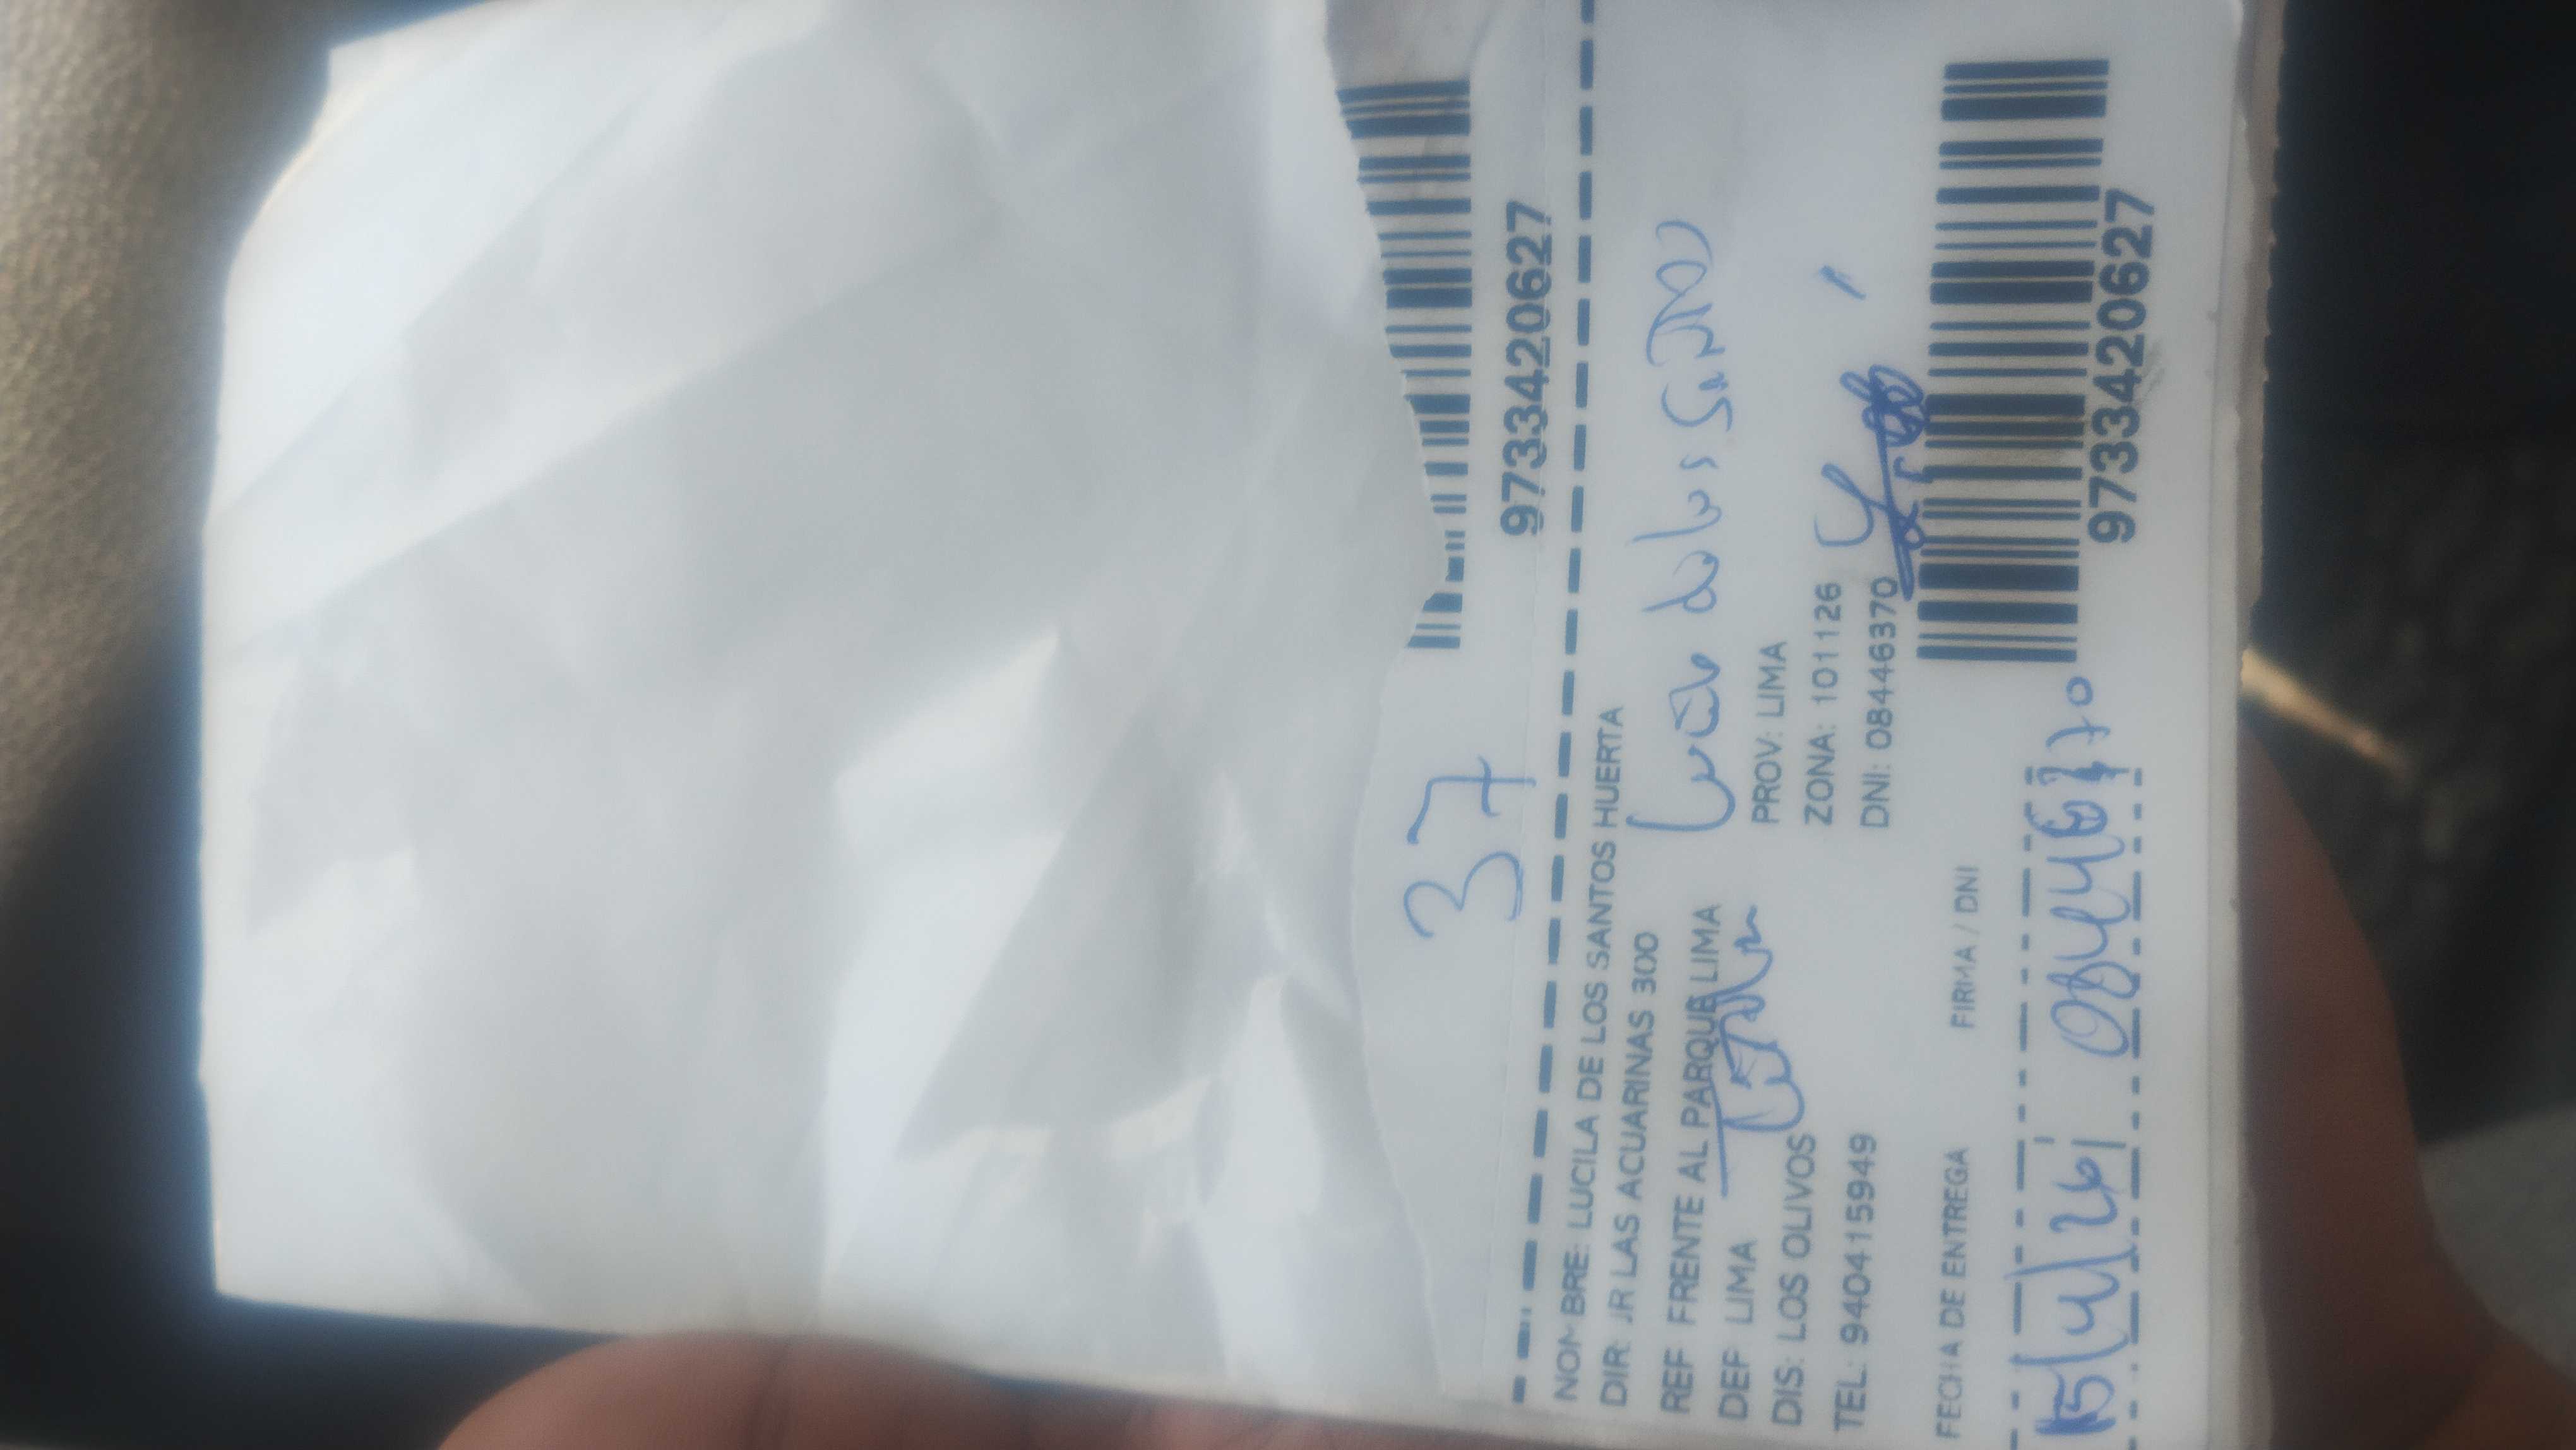 37
9733420627
NOMBRE: LUCILA DE LOS SANTOS HUERTA
DIR: JR LAS ACUARINAS 300
REF FRENTE AL PARQUE LIMA
DEP LIMA
PROV: LIMA
DIS: LOS OLIVOS
ZONA: 101126
TEL: 940415949
DNI: 08446370
FECHA DE ENTREGA
FIRMA / DNI
9733420627
08446370